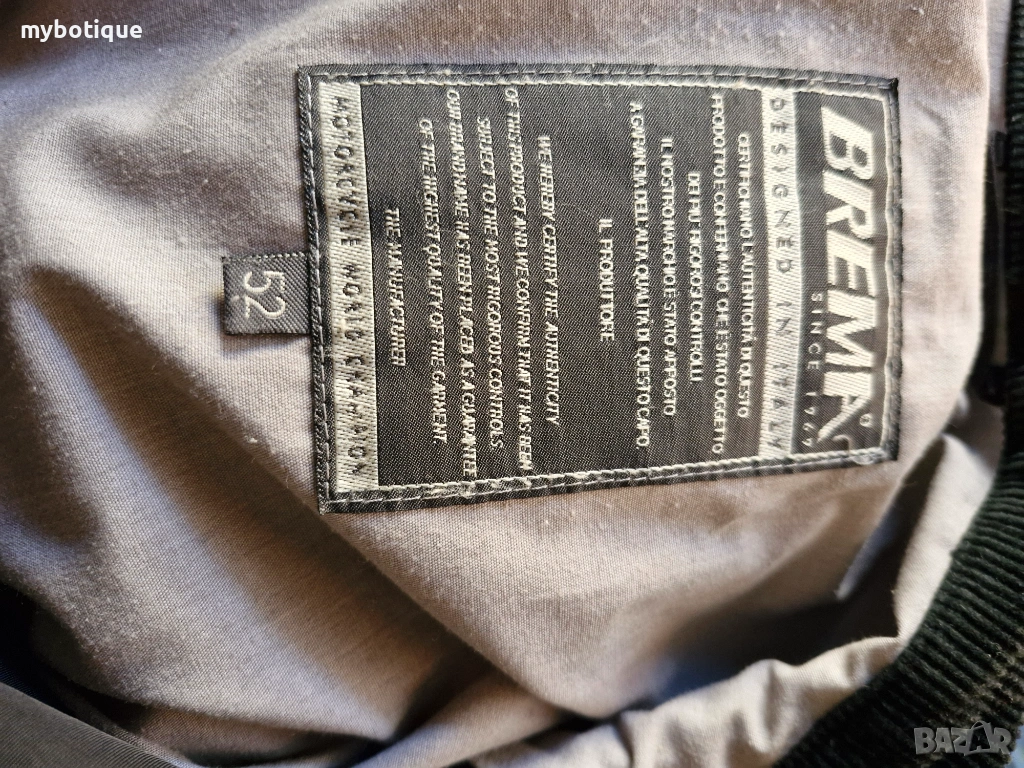 mybotique
BREMA®
SINCE 1969
DESIGNED IN ITALY
CERTIFICHIAMO L'AUTENTICITÀ DI QUESTO
PRODOTTO E CONFERMIAMO CHE È STATO OGGETTO
DEI PIÙ RIGOROSI CONTROLLI.
IL NOSTRO MARCHIO È STATO APPOSTO
A GARANZIA DELL'ALTA QUALITÀ DI QUESTO CAPO.
IL PRODUTTORE
WE HEREBY CERTIFY THE AUTHENTICITY
OF THIS PRODUCT AND WE CONFIRM THAT IT HAS BEEN
SUBJECT TO THE MOST RIGOROUS CONTROLS.
OUR BRAND NAME HAS BEEN PLACED AS A GUARANTEE
OF THE HIGHEST QUALITY OF THE GARMENT.
THE MANUFACTURER
MOTORCYCLE WORLD CHAMPION
52
BAZAR